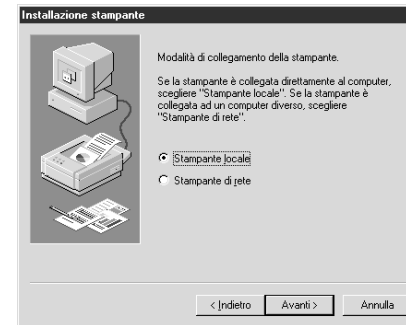 Installazione stampante
Modalità di collegamento della stampante.
Se la stampante è collegata direttamente al computer,
scegliere "Stampante locale". Se la stampante è
collegata ad un computer diverso, scegliere
"Stampante di rete".
Stampante locale
Stampante di rete
< Indietro
Avanti >
Annulla